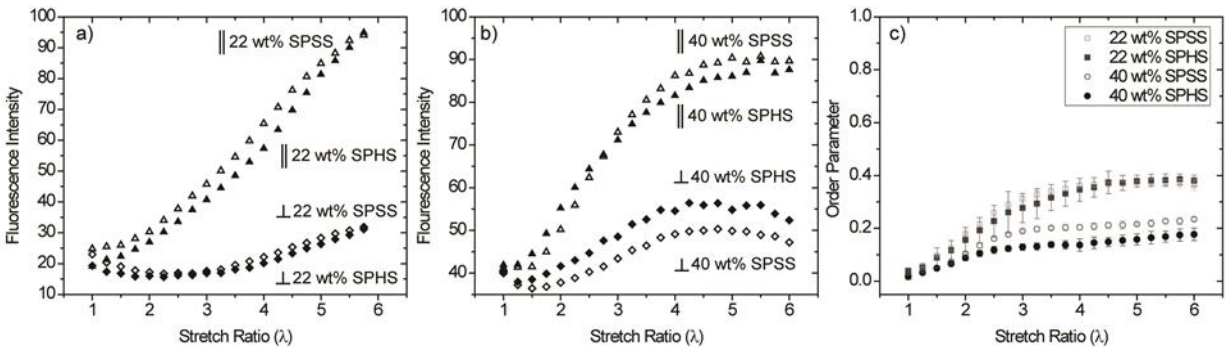 a)
|| 22 wt% SPSS
|| 22 wt% SPHS
⊥22 wt% SPSS
⊥22 wt% SPHS
Fluorescence Intensity
100
90
80
70
60
50
40
30
20
10
1 2 3 4 5 6
Stretch Ratio (λ)
b)
|| 40 wt% SPSS
|| 40 wt% SPHS
⊥40 wt% SPHS
⊥40 wt% SPSS
Flourescence Intensity
100
90
80
70
60
50
40
1 2 3 4 5 6
Stretch Ratio (λ)
c)
22 wt% SPSS
22 wt% SPHS
40 wt% SPSS
40 wt% SPHS
Order Parameter
1.0
0.8
0.6
0.4
0.2
0.0
1 2 3 4 5 6
Stretch Ratio (λ)